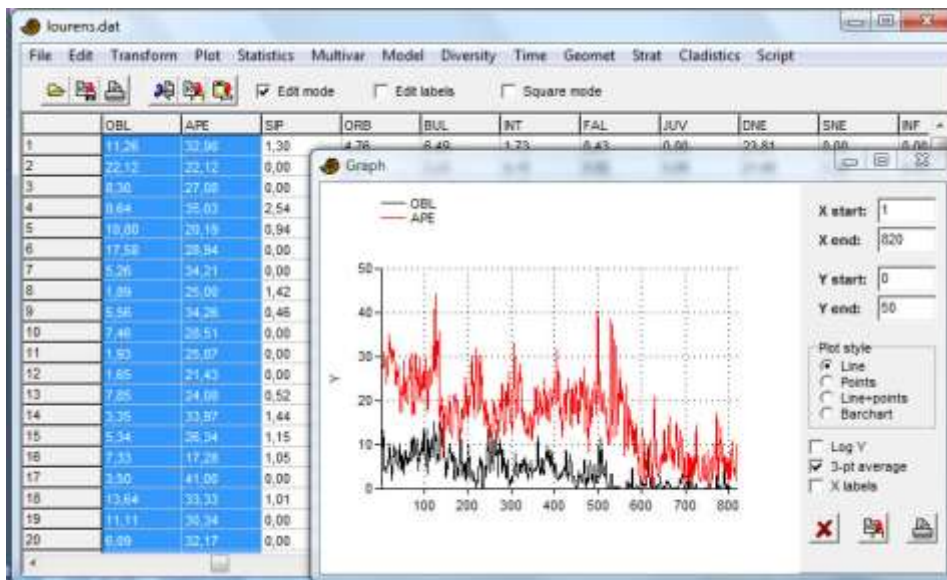 lourens.dat
File Edit Transform Plot Statistics Multivar Model Diversity Time Geomet Strat Cladistics Script
Edit mode Edit labels Square mode
OBL APE SIP ORB BUL INT FAL JUV DNE SNE INF
1 11,26 32,90 1,30 4,76 6,49 1,73 0,43 0,00 23,81 0,00 0,00
2 22,12 22,12 0,00
3 8,30 27,08 0,00
4 35,03 2,54
5 20,19 0,94
6 17,58 28,94 0,00
7 5,26 34,21 0,00
8 1,89 25,00 1,42
9 5,56 34,26 0,46
10 7,46 28,51 0,00
11 1,93 25,87 0,00
12 1,65 21,43 0,00
13 7,85 24,08 0,52
14 3,35 33,97 1,44
15 5,34 26,34 1,15
16 7,33 17,28 1,05
17 3,50 41,00 0,00
18 13,64 33,33 1,01
19 11,11 30,34 0,00
20 6,09 32,17 0,00
Graph
OBL
APE
50
40
30
20
10
0
Y
100 200 300 400 500 600 700 800
X start: 1
X end: 820
Y start: 0
Y end: 50
Plot style
Line
Points
Line+points
Barchart
Log Y
3-pt average
X labels